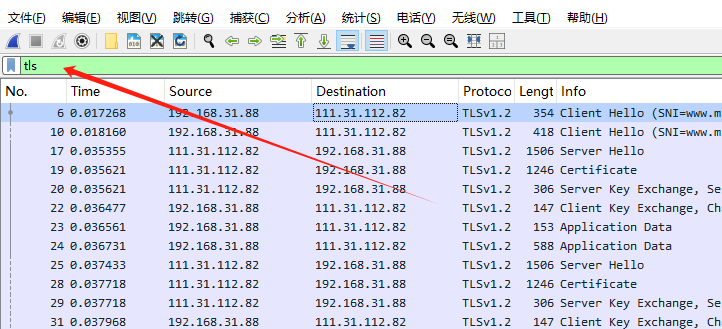 文件(F) 编辑(E) 视图(V) 跳转(G) 捕获(C) 分析(A) 统计(S) 电话(Y) 无线(W) 工具(T) 帮助(H)
tls
No. Time Source Destination Protoco Lengt Info
6 0.017268 192.168.31.88 111.31.112.82 TLSv1.2 354 Client Hello (SNI=www.m
10 0.018160 192.168.31.88 111.31.112.82 TLSv1.2 418 Client Hello (SNI=www.m
17 0.035355 111.31.112.82 192.168.31.88 TLSv1.2 1506 Server Hello
19 0.035621 111.31.112.82 192.168.31.88 TLSv1.2 1246 Certificate
20 0.035621 111.31.112.82 192.168.31.88 TLSv1.2 306 Server Key Exchange, Se
22 0.036477 192.168.31.88 111.31.112.82 TLSv1.2 147 Client Key Exchange, Ch
23 0.036561 192.168.31.88 111.31.112.82 TLSv1.2 153 Application Data
24 0.036731 192.168.31.88 111.31.112.82 TLSv1.2 588 Application Data
25 0.037433 111.31.112.82 192.168.31.88 TLSv1.2 1506 Server Hello
28 0.037718 111.31.112.82 192.168.31.88 TLSv1.2 1246 Certificate
29 0.037718 111.31.112.82 192.168.31.88 TLSv1.2 306 Server Key Exchange, Se
31 0.037968 192.168.31.88 111.31.112.82 TLSv1.2 147 Client Key Exchange, Ch